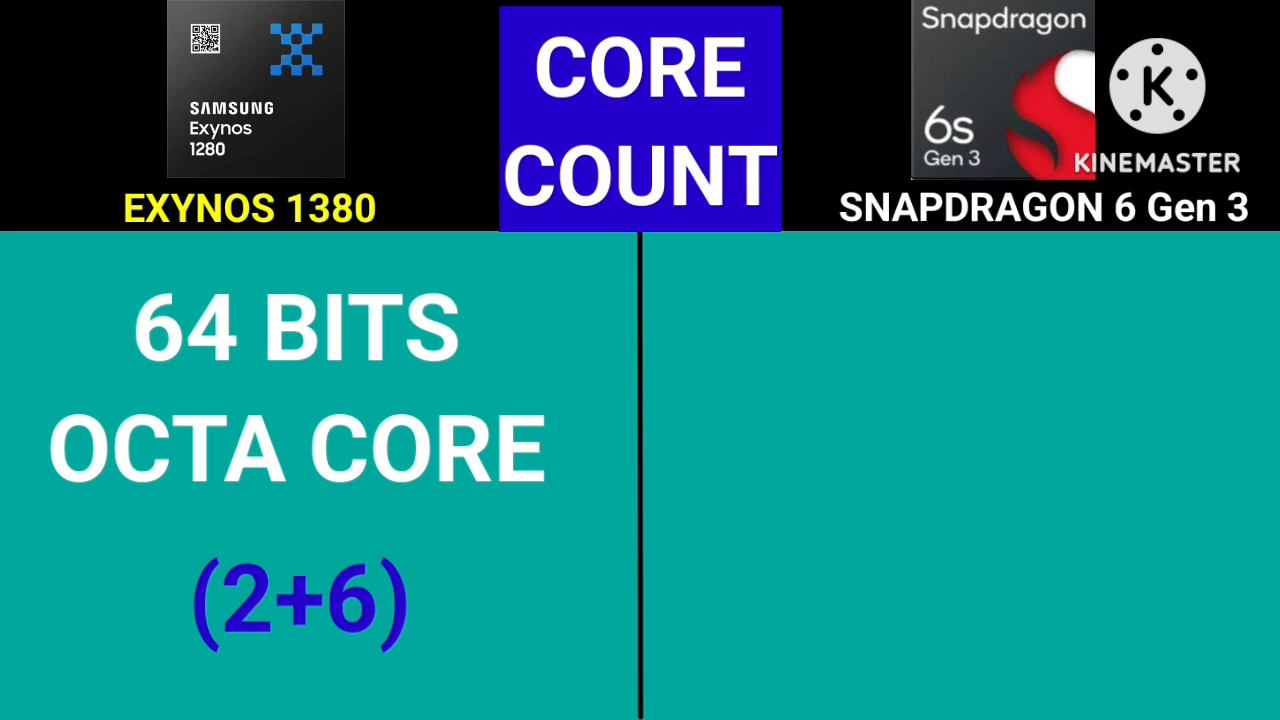 SAMSUNG
Exynos
1280
EXYNOS 1380
CORE
COUNT
Snapdragon
6s
Gen 3
K
KINEMASTER
SNAPDRAGON 6 Gen 3
64 BITS
OCTA CORE
(2+6)